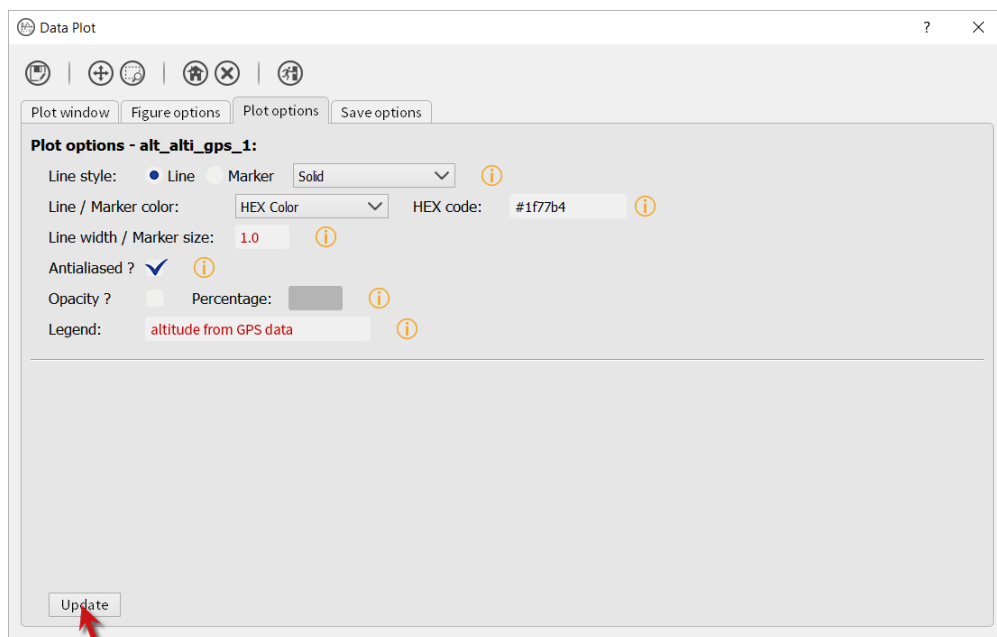 Data Plot ?
Plot window Figure options Plot options Save options
Plot options - alt_alti_gps_1:
Line style: Line Marker Solid
Line / Marker color: HEX Color HEX code: #1f77b4
Line width / Marker size: 1.0
Antialiased ?
Opacity ? Percentage:
Legend: altitude from GPS data
Update